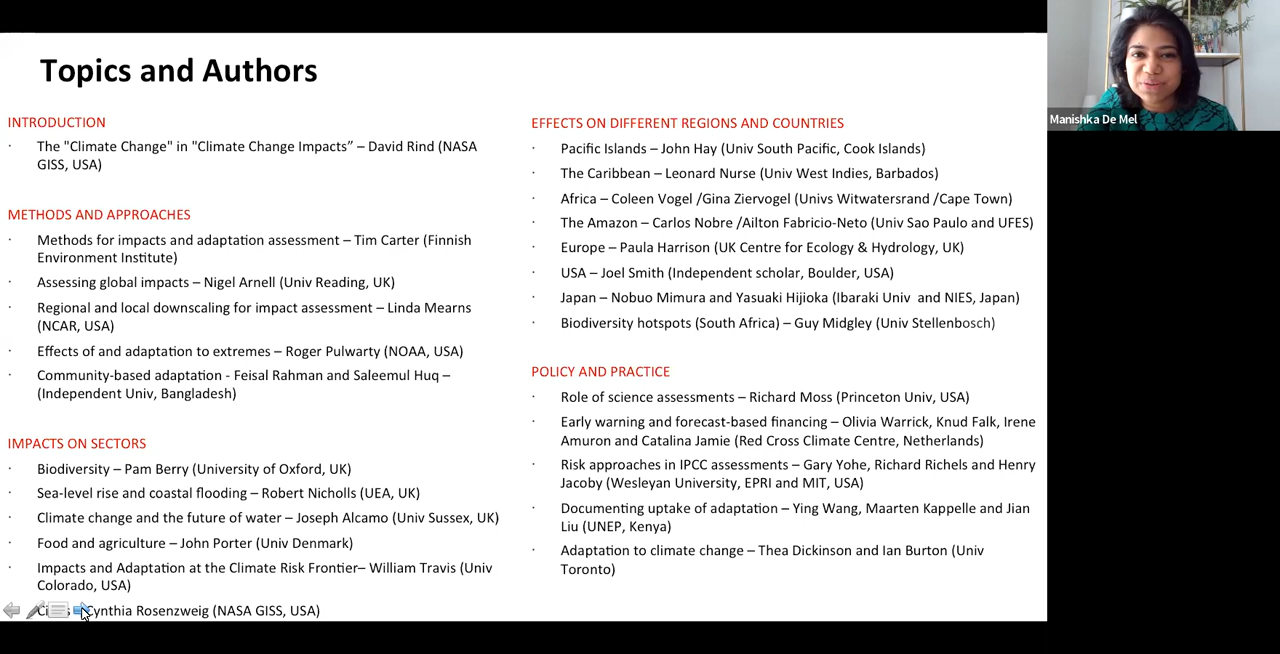 Topics and Authors
INTRODUCTION
· The "Climate Change" in "Climate Change Impacts” – David Rind (NASA
GISS, USA)
METHODS AND APPROACHES
· Methods for impacts and adaptation assessment – Tim Carter (Finnish
Environment Institute)
· Assessing global impacts – Nigel Arnell (Univ Reading, UK)
· Regional and local downscaling for impact assessment – Linda Mearns
(NCAR, USA)
· Effects of and adaptation to extremes – Roger Pulwarty (NOAA, USA)
· Community-based adaptation - Feisal Rahman and Saleemul Huq –
(Independent Univ, Bangladesh)
IMPACTS ON SECTORS
· Biodiversity – Pam Berry (University of Oxford, UK)
· Sea-level rise and coastal flooding – Robert Nicholls (UEA, UK)
· Climate change and the future of water – Joseph Alcamo (Univ Sussex, UK)
· Food and agriculture – John Porter (Univ Denmark)
· Impacts and Adaptation at the Climate Risk Frontier– William Travis (Univ
Colorado, USA)
Cynthia Rosenzweig (NASA GISS, USA)
EFFECTS ON DIFFERENT REGIONS AND COUNTRIES
· Pacific Islands – John Hay (Univ South Pacific, Cook Islands)
· The Caribbean – Leonard Nurse (Univ West Indies, Barbados)
· Africa – Coleen Vogel /Gina Ziervogel (Univs Witwatersrand /Cape Town)
· The Amazon – Carlos Nobre /Ailton Fabricio-Neto (Univ Sao Paulo and UFES)
· Europe – Paula Harrison (UK Centre for Ecology & Hydrology, UK)
· USA – Joel Smith (Independent scholar, Boulder, USA)
· Japan – Nobuo Mimura and Yasuaki Hijioka (Ibaraki Univ and NIES, Japan)
· Biodiversity hotspots (South Africa) – Guy Midgley (Univ Stellenbosch)
POLICY AND PRACTICE
· Role of science assessments – Richard Moss (Princeton Univ, USA)
· Early warning and forecast-based financing – Olivia Warrick, Knud Falk, Irene
Amuron and Catalina Jamie (Red Cross Climate Centre, Netherlands)
· Risk approaches in IPCC assessments – Gary Yohe, Richard Richels and Henry
Jacoby (Wesleyan University, EPRI and MIT, USA)
· Documenting uptake of adaptation – Ying Wang, Maarten Kappelle and Jian
Liu (UNEP, Kenya)
· Adaptation to climate change – Thea Dickinson and Ian Burton (Univ
Toronto)
Manishka De Mel